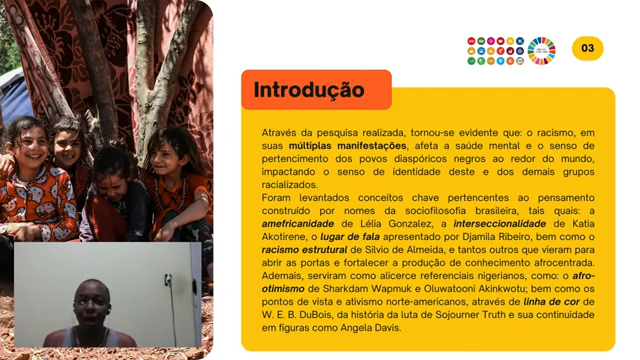 03
Introdução
Através da pesquisa realizada, tornou-se evidente que: o racismo, em
suas múltiplas manifestações, afeta a saúde mental e o senso de
pertencimento dos povos diaspóricos negros ao redor do mundo,
impactando o senso de identidade deste e dos demais grupos
racializados.
Foram levantados conceitos chave pertencentes ao pensamento
construído por nomes da sociofilosofia brasileira, tais quais: a
amefricanidade de Lélia Gonzalez, a interseccionalidade de Katia
Akotirene, o lugar de fala apresentado por Djamila Ribeiro, bem como o
racismo estrutural de Silvio de Almeida, e tantos outros que vieram para
abrir as portas e fortalecer a produção de conhecimento afrocentrada.
Ademais, serviram como alicerce referenciais nigerianos, como: o afro-
otimismo de Sharkdam Wapmuk e Oluwatooni Akinkwotu; bem como os
pontos de vista e ativismo norte-americanos, através de linha de cor de
W. E. B. DuBois, da história da luta de Sojourner Truth e sua continuidade
em figuras como Angela Davis.